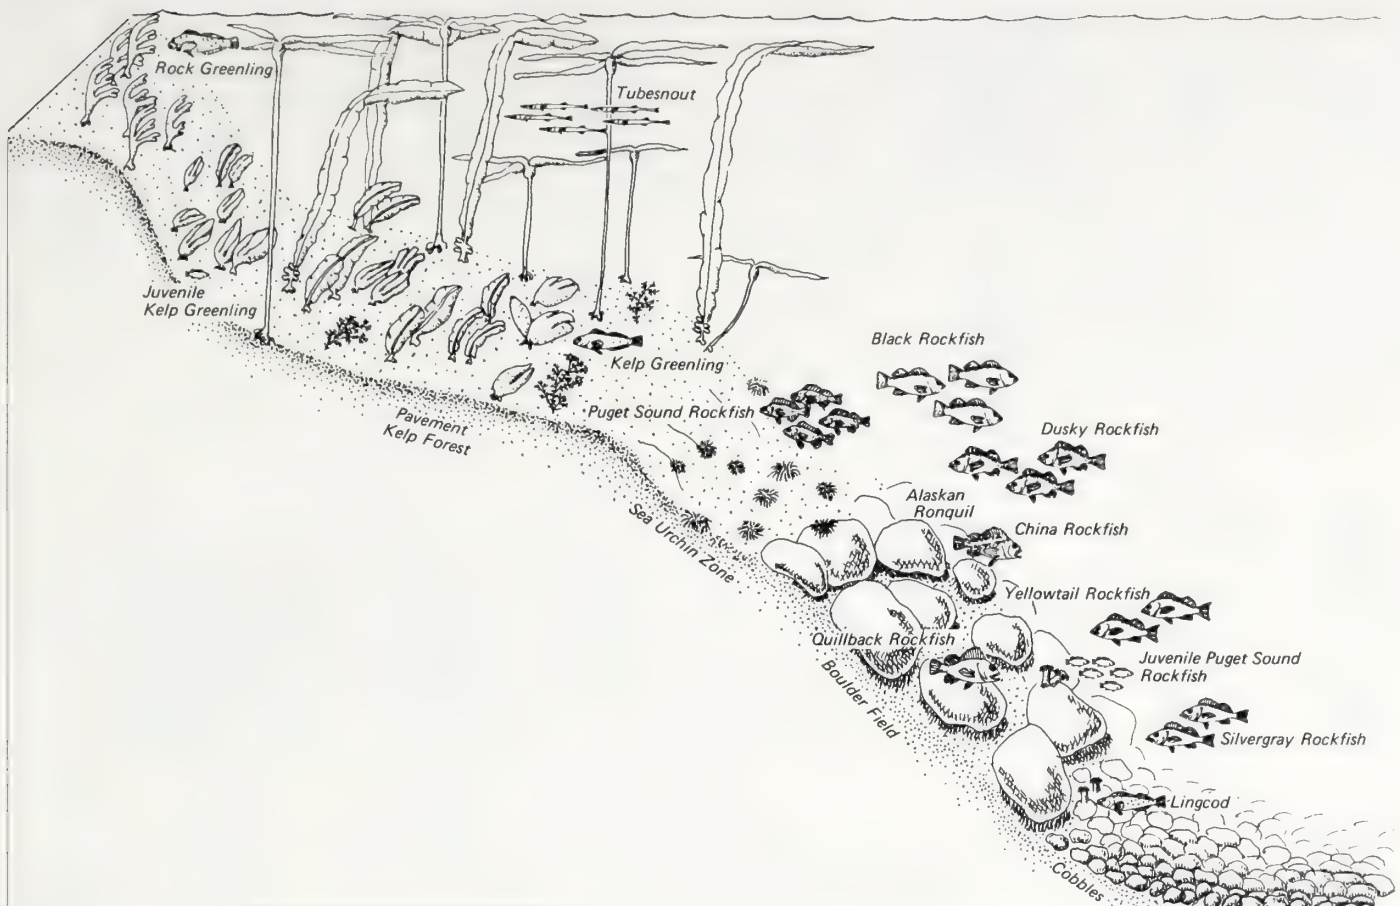 Rock Greenling
Tubesnout
Juvenile
Kelp Greenling
Black Rockfish
Kelp Greenling
Puget Sound Rockfish
Pavement
Kelp Forest
Dusky Rockfish
Alaskan
Ronquil
Sea Urchin Zone
China Rockfish
Yellowtail Rockfish
Quillback Rockfish
Juvenile Puget Sound
Rockfish
Boulder Field
Silvergray Rockfish
Lingcod
Cobbles